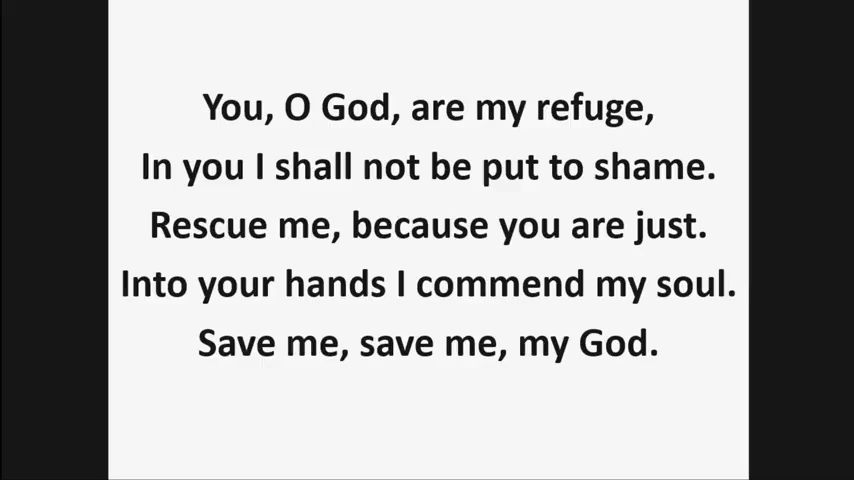 You, O God, are my refuge,
In you I shall not be put to shame.
Rescue me, because you are just.
Into your hands I commend my soul.
Save me, save me, my God.